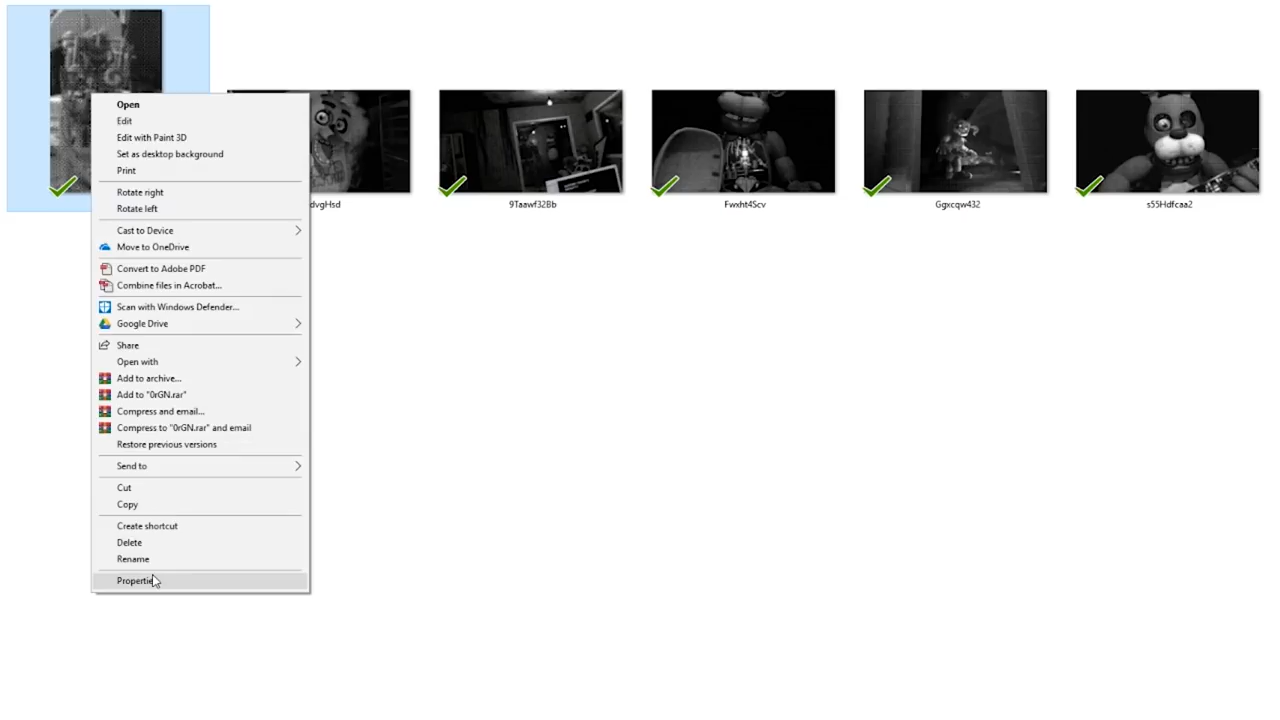 Open
Edit
Edit with Paint 3D
Set as desktop background
Print
Rotate right
Rotate left
Cast to Device
Move to OneDrive
Convert to Adobe PDF
Combine files in Acrobat...
Scan with Windows Defender...
Google Drive
Share
Open with
Add to archive...
Add to "0rGN.rar"
Compress and email...
Compress to "0rGN.rar" and email
Restore previous versions
Send to
Cut
Copy
Create shortcut
Delete
Rename
Propertie
dvgHsd
9Taawf32Bb
Fwxht4Scv
Ggxcqw432
s55Hdfcaa2